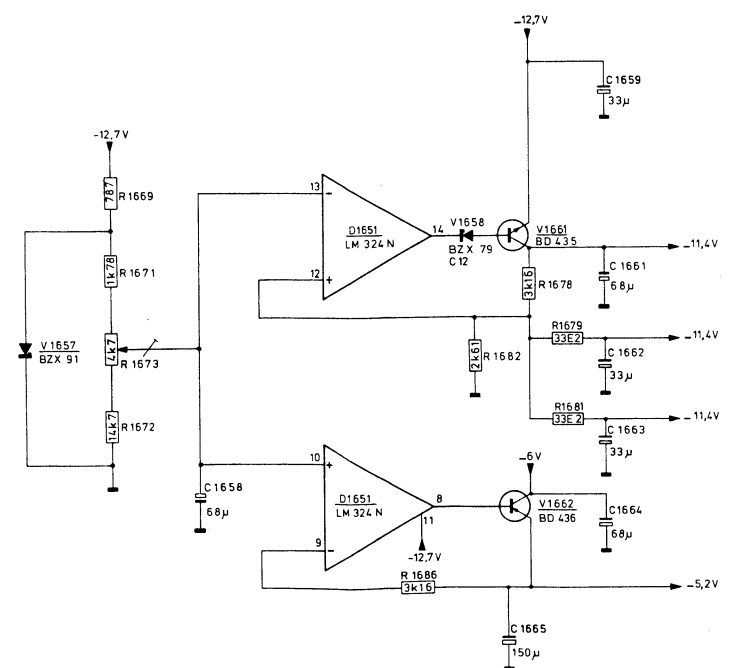 -12,7V
C1659
33µ
-12,7V
787
R1669
1k78
R1671
V1657
BZX 91
4k7
R1673
14k7
R1672
13
-
D1651
LM 324 N
12
+
14
V1658
BZX 79
C12
V1661
BD 435
-11,4V
C1661
68µ
3k16
R1678
2k61
R1682
R1679
33E2
-11,4V
C1662
33µ
R1681
33E2
-11,4V
C1663
33µ
C1658
68µ
10
+
D1651
LM 324N
9
-
8
11
-12,7V
-6V
V1662
BD 436
C1664
68µ
R1686
3k16
-5,2V
C1665
150µ